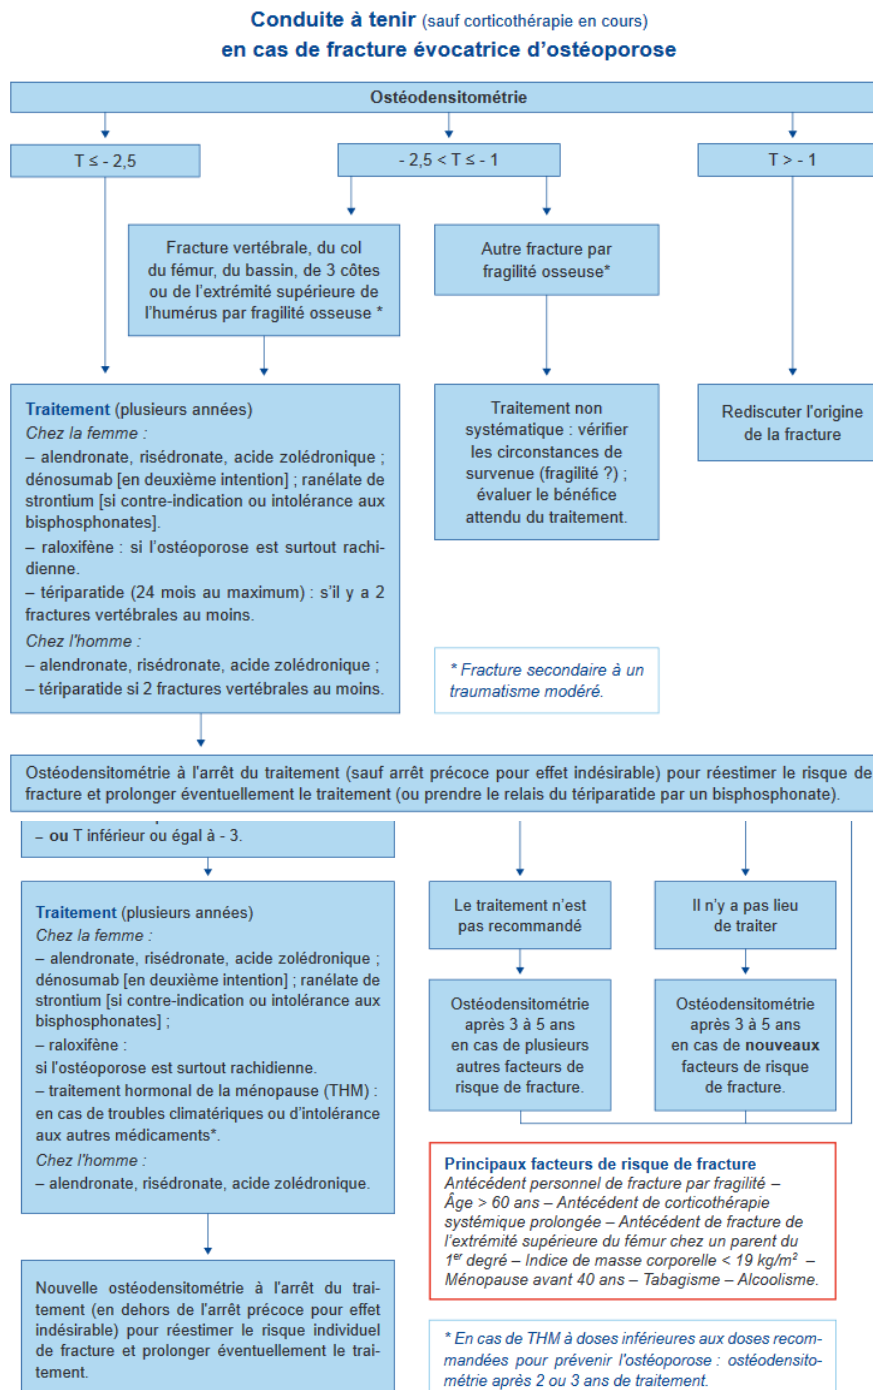 Conduite à tenir (sauf corticothérapie en cours)
en cas de fracture évocatrice d'ostéoporose
Ostéodensitométrie
T ≤ - 2,5
- 2,5 < T ≤ - 1
T > - 1
Fracture vertébrale, du col
du fémur, du bassin, de 3 côtes
ou de l'extrémité supérieure de
l'humérus par fragilité osseuse *
Autre fracture par
fragilité osseuse*
Traitement (plusieurs années)
Chez la femme :
– alendronate, risédronate, acide zolédronique ;
dénosumab [en deuxième intention] ; ranélate de
strontium [si contre-indication ou intolérance aux
bisphosphonates].
– raloxifène : si l'ostéoporose est surtout rachi-
dienne.
– tériparatide (24 mois au maximum) : s'il y a 2
fractures vertébrales au moins.
Chez l'homme :
– alendronate, risédronate, acide zolédronique ;
– tériparatide si 2 fractures vertébrales au moins.
Traitement non
systématique : vérifier
les circonstances de
survenue (fragilité ?) ;
évaluer le bénéfice
attendu du traitement.
Rediscuter l'origine
de la fracture
* Fracture secondaire à un
traumatisme modéré.
Ostéodensitométrie à l'arrêt du traitement (sauf arrêt précoce pour effet indésirable) pour réestimer le risque de
fracture et prolonger éventuellement le traitement (ou prendre le relais du tériparatide par un bisphosphonate).
– ou T inférieur ou égal à - 3.
Traitement (plusieurs années)
Chez la femme :
– alendronate, risédronate, acide zolédronique ;
dénosumab [en deuxième intention] ; ranélate de
strontium [si contre-indication ou intolérance aux
bisphosphonates] ;
– raloxifène :
si l'ostéoporose est surtout rachidienne.
– traitement hormonal de la ménopause (THM) :
en cas de troubles climatériques ou d'intolérance
aux autres médicaments*.
Chez l'homme :
– alendronate, risédronate, acide zolédronique.
Nouvelle ostéodensitométrie à l'arrêt du trai-
tement (en dehors de l'arrêt précoce pour effet
indésirable) pour réestimer le risque individuel
de fracture et prolonger éventuellement le trai-
tement.
Le traitement n'est
pas recommandé
Il n'y a pas lieu
de traiter
Ostéodensitométrie
après 3 à 5 ans
en cas de plusieurs
autres facteurs de
risque de fracture.
Ostéodensitométrie
après 3 à 5 ans
en cas de nouveaux
facteurs de risque
de fracture.
Principaux facteurs de risque de fracture
Antécédent personnel de fracture par fragilité –
Âge > 60 ans – Antécédent de corticothérapie
systémique prolongée – Antécédent de fracture de
l'extrémité supérieure du fémur chez un parent du
1er degré – Indice de masse corporelle < 19 kg/m² –
Ménopause avant 40 ans – Tabagisme – Alcoolisme.
* En cas de THM à doses inférieures aux doses recom-
mandées pour prévenir l'ostéoporose : ostéodensito-
métrie après 2 ou 3 ans de traitement.